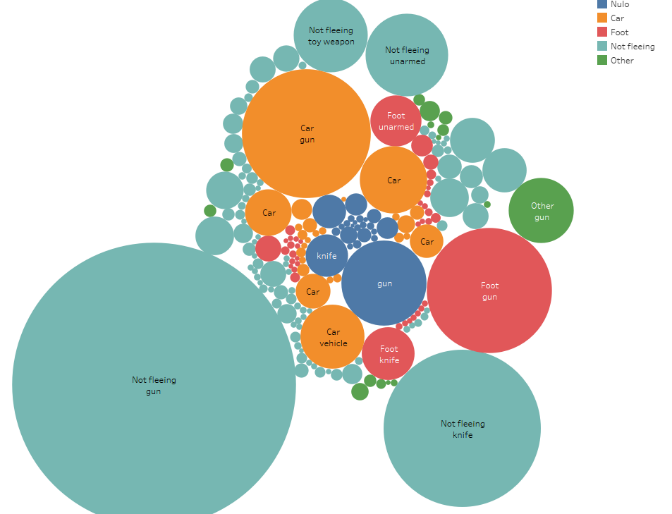 Nulo
Car
Foot
Not fleeing
Other
Not fleeing
toy weapon
Not fleeing
unarmed
Foot
unarmed
Car
gun
Car
Car
Other
gun
Car
knife
gun
Foot
gun
Car
Car
vehicle
Foot
knife
Not fleeing
gun
Not fleeing
knife